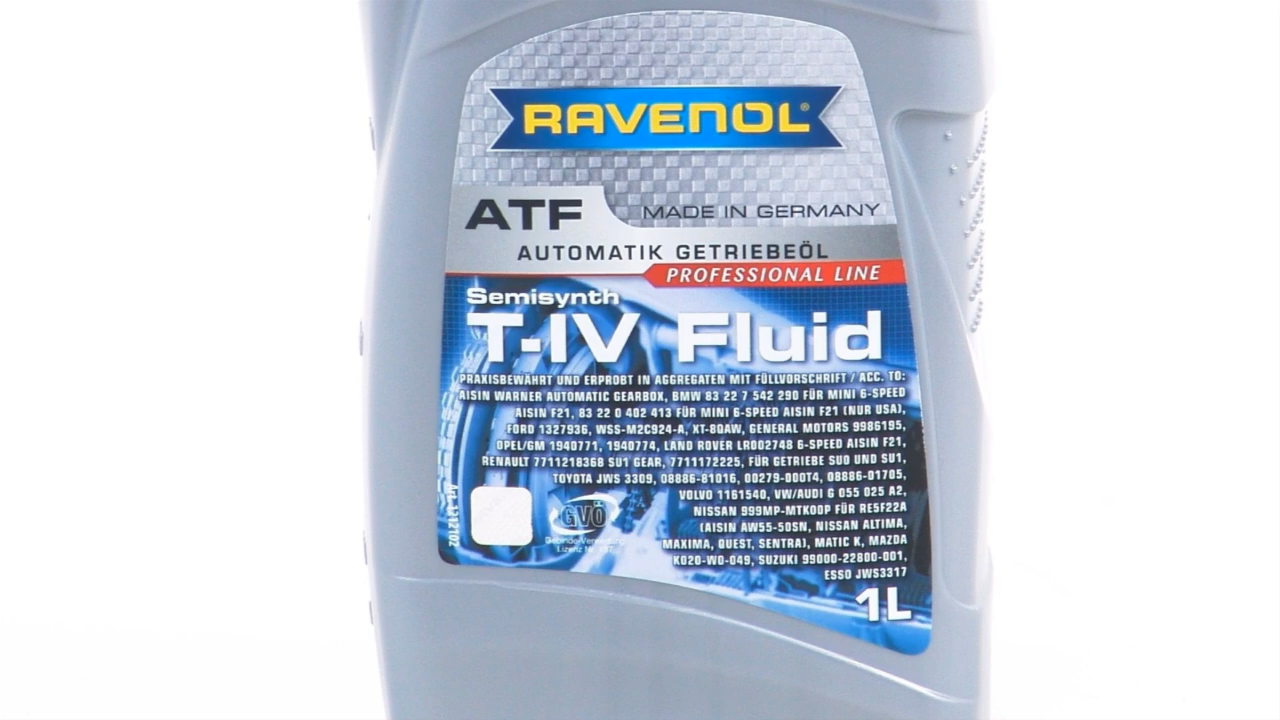 RAVENOL®
ATF
MADE IN GERMANY
AUTOMATIK GETRIEBEÖL
PROFESSIONAL LINE
Semisynth
T-IV Fluid
PRAXISBEWÄHRT UND ERPROBT IN AGGREGATEN MIT FÜLLVORSCHRIFT / ACC. TO:
AISIN WARNER AUTOMATIC GEARBOX, BMW 83 22 7 542 290 FÜR MINI 6-SPEED
AISIN F21, 83 22 0 402 413 FÜR MINI 6-SPEED AISIN F21 (NUR USA),
FORD 1327936, WSS-M2C924-A, XT-8QAW, GENERAL MOTORS 9986195,
OPEL/GM 1940771, 1940774, LAND ROVER LR002748 6-SPEED AISIN F21,
RENAULT 7711218368 SU1 GEAR, 7711172225, FÜR GETRIEBE SU0 UND SU1,
TOYOTA JWS 3309, 08886-81016, 00279-000T4, 08886-01705,
VOLVO 1161540, VW/AUDI G 055 025 A2,
NISSAN 999MP-MTK00P FÜR RE5F22A
(AISIN AW55-50SN, NISSAN ALTIMA,
MAXIMA, QUEST, SENTRA), MATIC K, MAZDA
K020-W0-049, SUZUKI 99000-22800-001,
ESSO JWS3317
1L
Art. 1212102
GVÖ
Gebinde-Verwertung